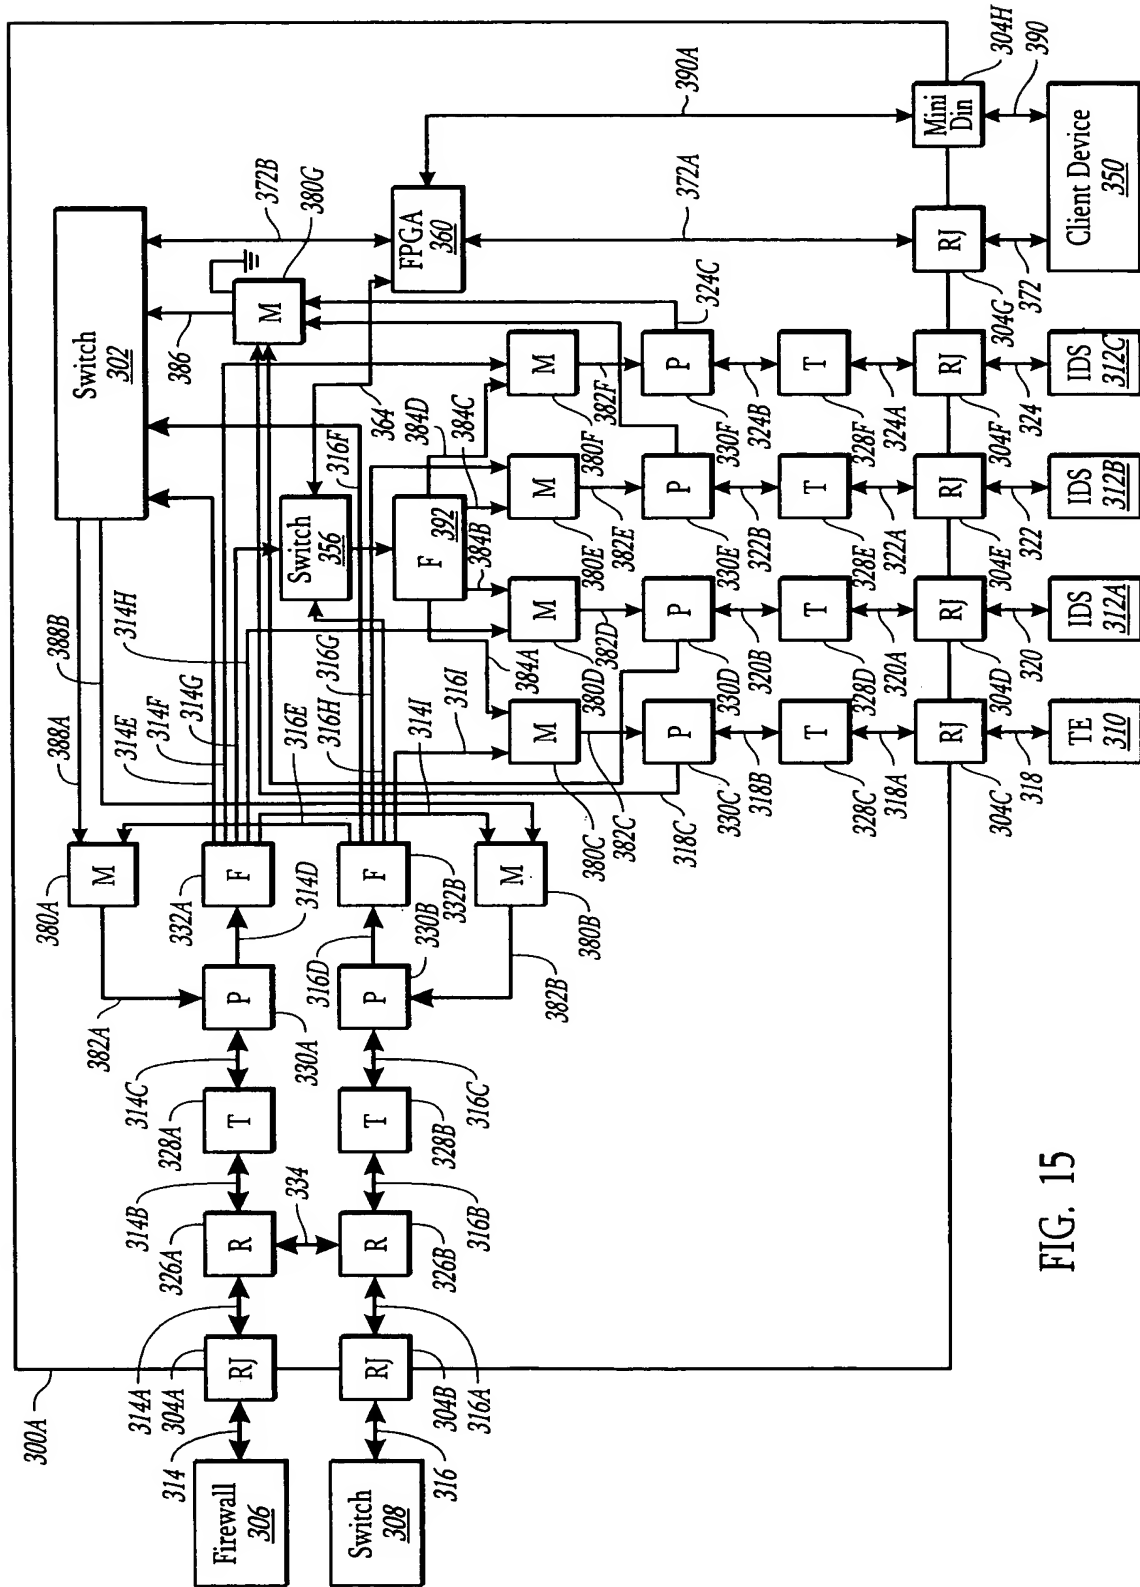 300A
Firewall
306
314
RJ
304A
314A
R
326A
314B
T
328A
314C
P
330A
382A
314D
F
332A
M
380A
388A
388B
314E
314F
314G
314H
Switch
308
316
RJ
304B
316A
R
326B
334
316B
T
328B
316C
P
330B
316D
F
332B
M
380B
382B
316E
316H
316G
316F
314I
316I
Switch
302
386
M
380G
372B
Switch
356
364
FPGA
360
390A
372A
F
392
384A
384B
384C
384D
M
380C
382C
M
380D
382D
M
380E
382E
M
380F
382F
P
330C
318C
P
330D
P
330E
P
330F
324C
318B
320B
322B
324B
T
328C
T
328D
T
328E
T
328F
318A
320A
322A
324A
RJ
304C
RJ
304D
RJ
304E
RJ
304F
RJ
304G
Mini
Din
304H
318
320
322
324
372
390
TE
310
IDS
312A
IDS
312B
IDS
312C
Client Device
350
FIG. 15